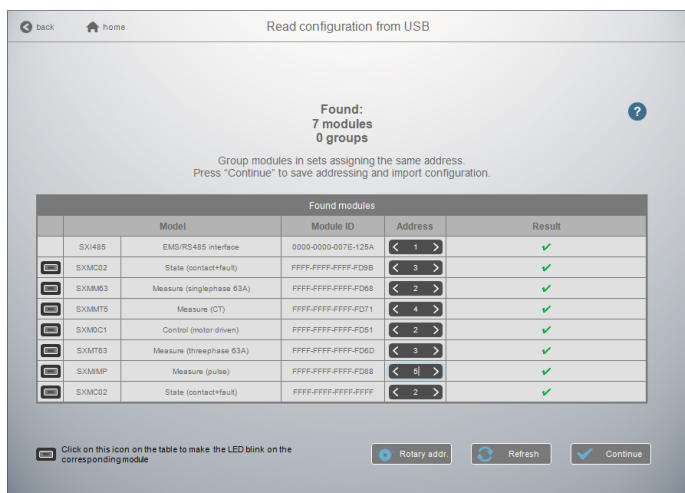 back
home
Read configuration from USB
Found:
7 modules
0 groups
?
Group modules in sets assigning the same address.
Press "Continue" to save addressing and import configuration.
Found modules
Model Module ID Address Result
SXI485 EMS/RS485 interface 0000-0000-007E-125A 1
SXMC02 State (contact+fault) FFFF-FFFF-FFFF-FD9B 3
SXMM63 Measure (singlephase 63A) FFFF-FFFF-FFFF-FD68 2
SXMMT5 Measure (CT) FFFF-FFFF-FFFF-FD71 4
SXM0C1 Control (motor driven) FFFF-FFFF-FFFF-FD51 2
SXMT63 Measure (threephase 63A) FFFF-FFFF-FFFF-FD6D 3
SXMIMP Measure (pulse) FFFF-FFFF-FFFF-FD88 5
SXMC02 State (contact+fault) FFFF-FFFF-FFFF-FFFF 2
Click on this icon on the table to make the LED blink on the
corresponding module
Rotary addr.
Refresh
Continue